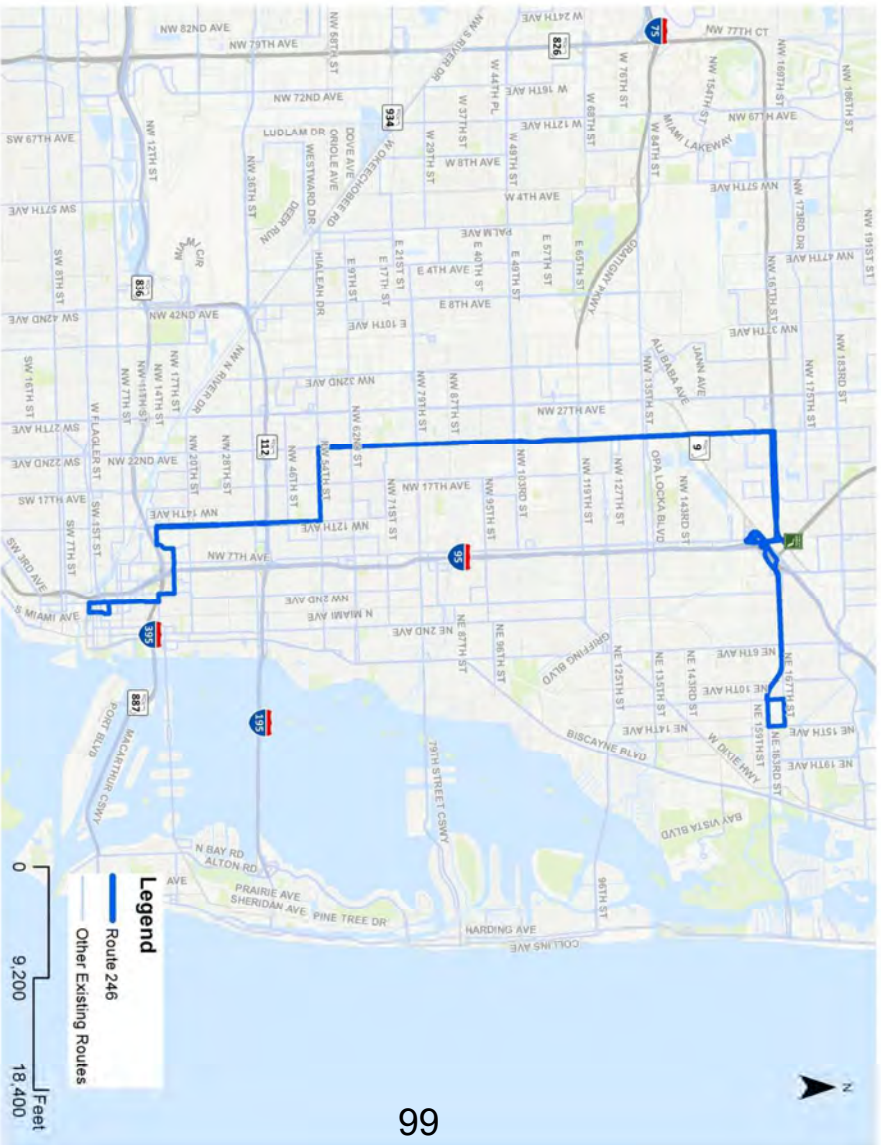 NW 82ND AVE
NW 79TH AVE
NW 58TH ST
NW S RIVER DR
W 24TH AVE
826
W 76TH ST
75
NW 77TH CT
NW 154TH ST
NW 169TH ST
NW 186TH ST
NW 72ND AVE
934
W 44TH PL
W 16TH AVE
W 68TH ST
MIAMI LAKEWAY
NW 67TH AVE
SW 67TH AVE
NW 12TH ST
NW 36TH ST
LUDLAM DR
ORIOLE AVE
DOVE AVE
WESTWARD DR
W OKEECHOBEE RD
W 37TH ST
W 29TH ST
W 49TH ST
W 12TH AVE
W 8TH AVE
W 84TH ST
W 4TH AVE
NW 57TH AVE
NW 173RD DR
NW 191ST ST
SW 57TH AVE
SW 8TH ST
DEER RUN
PALM AVE
E 57TH ST
E 65TH ST
GRATIGNY PKWY
NW 47TH AVE
NW 167TH ST
HIALEAH DR
E 9TH ST
E 17TH ST
E 21ST ST
E 4TH AVE
E 40TH ST
E 49TH ST
E 8TH AVE
836
SW 42ND AVE
NW 42ND AVE
E 10TH AVE
NW 37TH AVE
NW 183RD ST
SW 16TH ST
NW 7TH ST
NW 11TH ST
NW 14TH ST
NW 17TH ST
NW N RIVER DR
NW 32ND AVE
NW 79TH ST
NW 87TH ST
NW 135TH ST
ALI BABA AVE
JANN AVE
NW 175TH ST
SW 27TH AVE
W FLAGLER ST
NW 27TH AVE
NW 62ND ST
SW 22ND AVE
NW 22ND AVE
NW 20TH ST
NW 28TH ST
112
NW 46TH ST
NW 54TH ST
NW 103RD ST
9
SW 17TH AVE
SW 1ST ST
SW 7TH ST
NW 14TH AVE
NW 12TH AVE
NW 71ST ST
NW 17TH AVE
NW 95TH ST
NW 119TH ST
NW 127TH ST
OPA LOCKA BLVD
NW 143RD ST
SW 3RD AVE
NW 7TH AVE
95
S MIAMI AVE
NW 2ND AVE
N MIAMI AVE
395
NE 2ND AVE
NE 87TH ST
NE 96TH ST
GRIFFING BLVD
NE 125TH ST
NE 135TH ST
NE 143RD ST
NE 6TH AVE
NE 10TH AVE
NE 167TH ST
887
PORT BLVD
MACARTHUR CSWY
195
79TH STREET CSWY
BISCAYNE BLVD
NE 14TH AVE
W DIXIE HWY
NE 159TH ST
NE 163RD ST
NE 15TH AVE
NE 19TH AVE
BAY VISTA BLVD
N BAY RD
ALTON RD
AVE
PRAIRIE AVE
SHERIDAN AVE
PINE TREE DR
96TH ST
HARDING AVE
COLLINS AVE
Legend
Route 246
Other Existing Routes
0
9,200
18,400
Feet
N
99